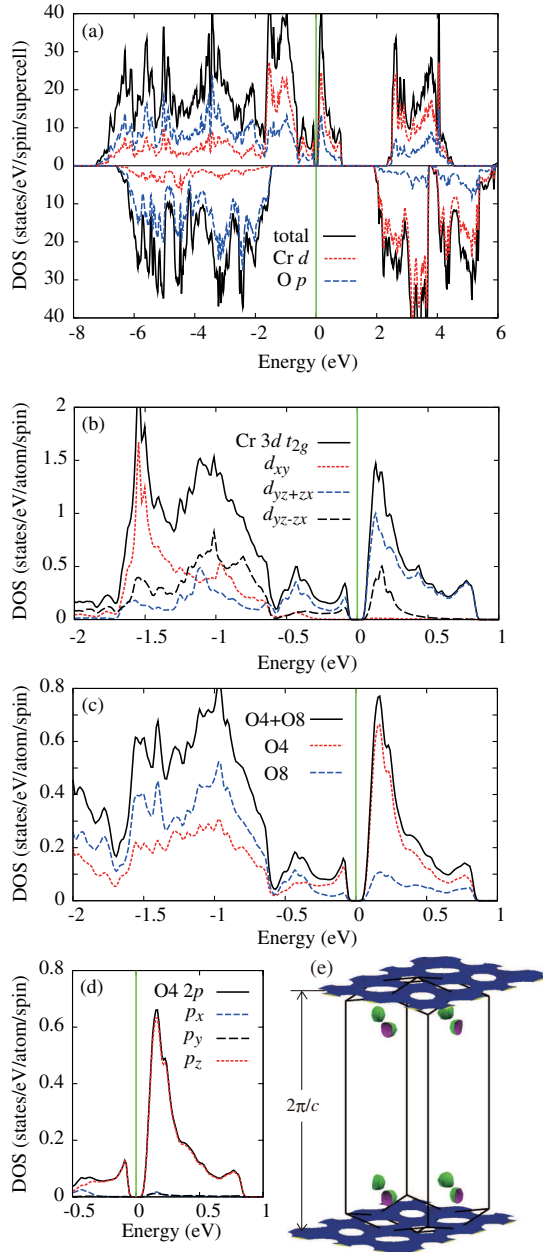 (a)
DOS (states/eV/spin/supercell)
40
30
20
10
0
10
20
30
40
total
Cr d
O p
-8 -6 -4 -2 0 2 4 6
Energy (eV)
(b)
DOS (states/eV/atom/spin)
2
1.5
1
0.5
0
Cr 3d t2g
dxy
dyz+zx
dyz-zx
-2 -1.5 -1 -0.5 0 0.5 1
Energy (eV)
(c)
DOS (states/eV/atom/spin)
0.8
0.6
0.4
0.2
0
O4+O8
O4
O8
-2 -1.5 -1 -0.5 0 0.5 1
Energy (eV)
(d)
DOS (states/eV/atom/spin)
0.8
0.6
0.4
0.2
0
O4 2p
px
py
pz
-0.5 0 0.5 1
Energy (eV)
(e)
2π/c